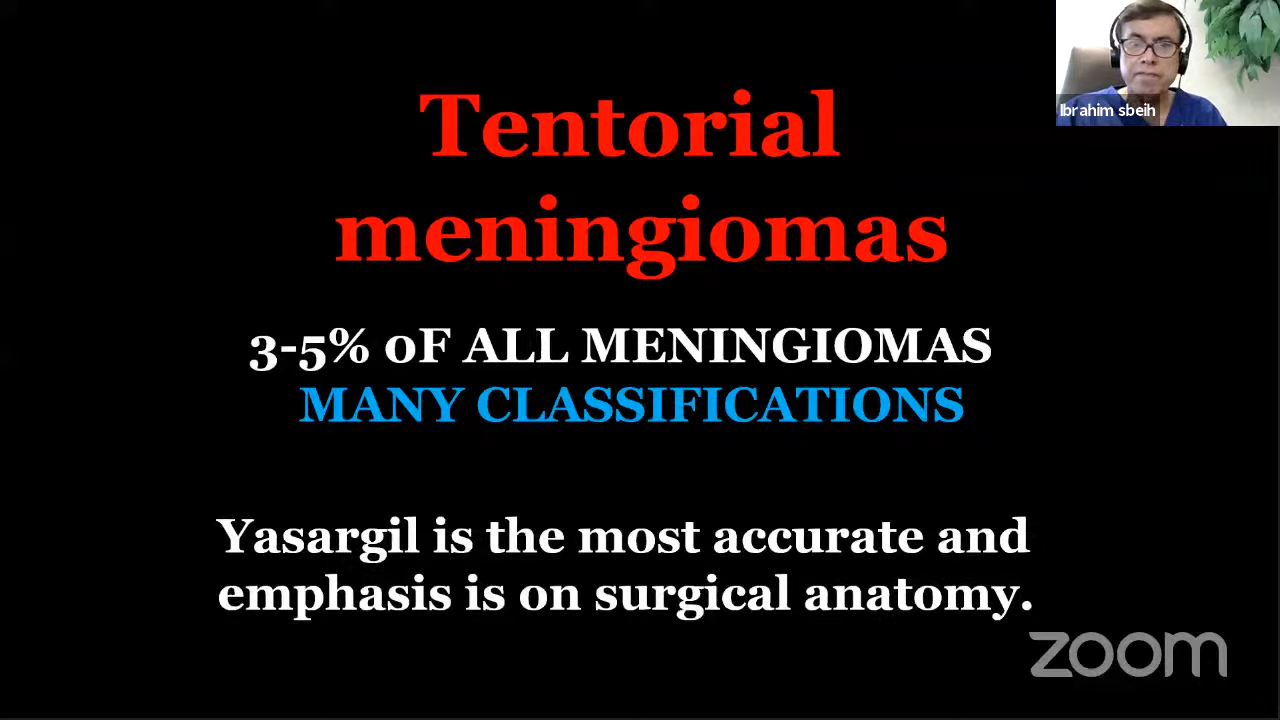 Ibrahim sbeih
Tentorial
meningiomas
3-5% oF ALL MENINGIOMAS
MANY CLASSIFICATIONS
Yasargil is the most accurate and
emphasis is on surgical anatomy.
zoom